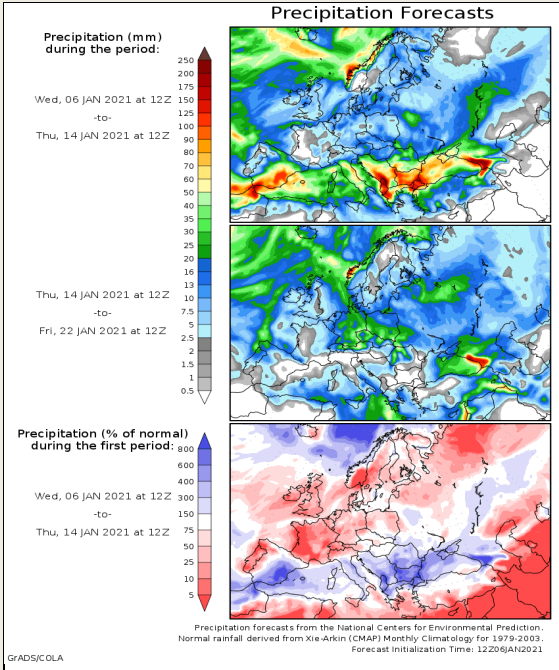 Precipitation Forecasts
Precipitation (mm)
during the period:
Wed, 06 JAN 2021 at 12Z
-to-
Thu, 14 JAN 2021 at 12Z
250
200
175
150
125
100
90
80
70
60
50
40
35
30
25
20
16
13
10
7.5
5
2.5
2
1.5
1
0.5
Thu, 14 JAN 2021 at 12Z
-to-
Fri, 22 JAN 2021 at 12Z
Precipitation (% of normal)
during the first period:
Wed, 06 JAN 2021 at 12Z
-to-
Thu, 14 JAN 2021 at 12Z
800
600
400
300
150
75
50
25
10
5
Precipitation forecasts from the National Centers for Environmental Prediction.
Normal rainfall derived from Xie-Arkin (CMAP) Monthly Climatology for 1979-2003.
Forecast Initialization Time: 12Z06JAN2021
GrADS/COLA